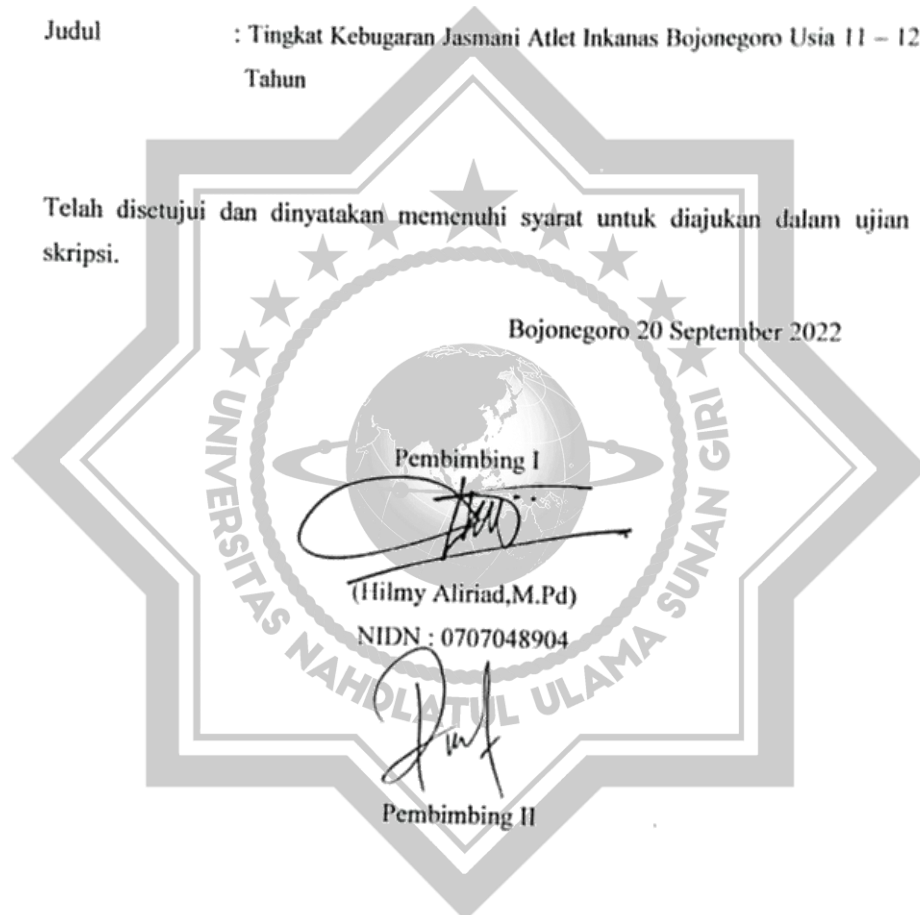 Judul : Tingkat Kebugaran Jasmani Atlet Inkanas Bojonegoro Usia 11 – 12
Tahun
Telah disetujui dan dinyatakan memenuhi syarat untuk diajukan dalam ujian
skripsi.
Bojonegoro 20 September 2022
UNIVERSITAS NAHDLATUL ULAMA SUNAN GIRI
Pembimbing I
(Hilmy Aliriad,M.Pd)
NIDN : 0707048904
Pembimbing II